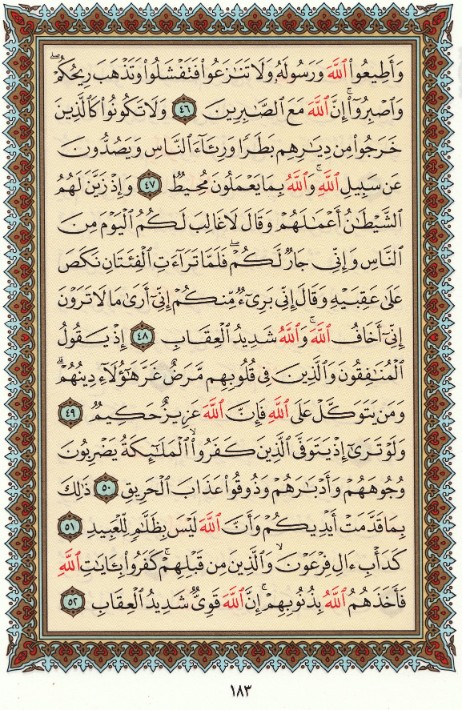 وَأَطِيعُوا۟ ٱللَّهَ وَرَسُولَهُۥ وَلَا تَنَـٰزَعُوا۟ فَتَفْشَلُوا۟ وَتَذْهَبَ رِيحُكُمْ ۖ
وَٱصْبِرُوٓا۟ ۚ إِنَّ ٱللَّهَ مَعَ ٱلصَّـٰبِرِينَ ٤٦ وَلَا تَكُونُوا۟ كَٱلَّذِينَ
خَرَجُوا۟ مِن دِيَـٰرِهِم بَطَرًا وَرِئَآءَ ٱلنَّاسِ وَيَصُدُّونَ
عَن سَبِيلِ ٱللَّهِ ۚ وَٱللَّهُ بِمَا يَعْمَلُونَ مُحِيطٌ ٤٧ وَإِذْ زَيَّنَ لَهُمُ
ٱلشَّيْطَـٰنُ أَعْمَـٰلَهُمْ وَقَالَ لَا غَالِبَ لَكُمُ ٱلْيَوْمَ مِنَ
ٱلنَّاسِ وَإِنِّى جَارٌ لَّكُمْ ۖ فَلَمَّا تَرَآءَتِ ٱلْفِئَتَانِ نَكَصَ
عَلَىٰ عَقِبَيْهِ وَقَالَ إِنِّى بَرِىٓءٌ مِّنكُمْ إِنِّىٓ أَرَىٰ مَا لَا تَرَوْنَ
إِنِّىٓ أَخَافُ ٱللَّهَ ۚ وَٱللَّهُ شَدِيدُ ٱلْعِقَابِ ٤٨ إِذْ يَقُولُ
ٱلْمُنَـٰفِقُونَ وَٱلَّذِينَ فِى قُلُوبِهِم مَّرَضٌ غَرَّ هَـٰٓؤُلَآءِ دِينُهُمْ ۗ
وَمَن يَتَوَكَّلْ عَلَى ٱللَّهِ فَإِنَّ ٱللَّهَ عَزِيزٌ حَكِيمٌ ٤٩
وَلَوْ تَرَىٰٓ إِذْ يَتَوَفَّى ٱلَّذِينَ كَفَرُوا۟ ۙ ٱلْمَلَـٰٓئِكَةُ يَضْرِبُونَ
وُجُوهَهُمْ وَأَدْبَـٰرَهُمْ وَذُوقُوا۟ عَذَابَ ٱلْحَرِيقِ ٥٠ ذَٰلِكَ
بِمَا قَدَّمَتْ أَيْدِيكُمْ وَأَنَّ ٱللَّهَ لَيْسَ بِظَلَّـٰمٍ لِّلْعَبِيدِ ٥١
كَدَأْبِ ءَالِ فِرْعَوْنَ ۙ وَٱلَّذِينَ مِن قَبْلِهِمْ ۚ كَفَرُوا۟ بِـَٔايَـٰتِ ٱللَّهِ
فَأَخَذَهُمُ ٱللَّهُ بِذُنُوبِهِمْ ۗ إِنَّ ٱللَّهَ قَوِىٌّ شَدِيدُ ٱلْعِقَابِ ٥٢
١٨٣